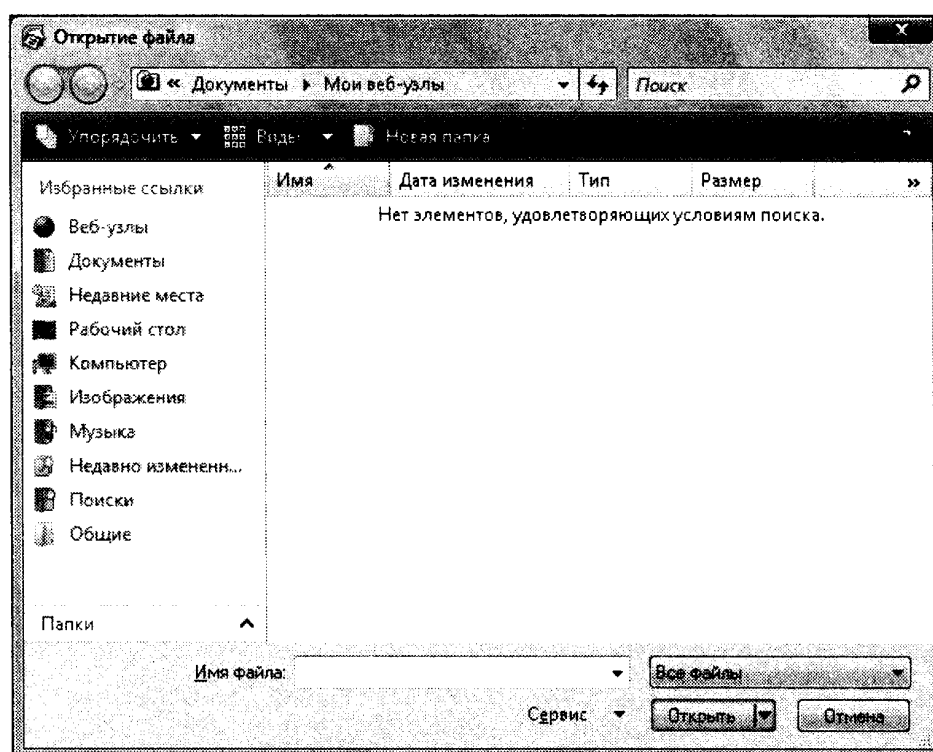 Открытие файла
« Документы Мои веб-узлы Поиск
Упорядочить Виды Новая папка
Избранные ссылки
Имя Дата изменения Тип Размер »
Нет элементов, удовлетворяющих условиям поиска.
Веб-узлы
Документы
Недавние места
Рабочий стол
Компьютер
Изображения
Музыка
Недавно измененн...
Поиски
Общие
Папки
Имя файла: Все файлы
Сервис Открыть Отмена